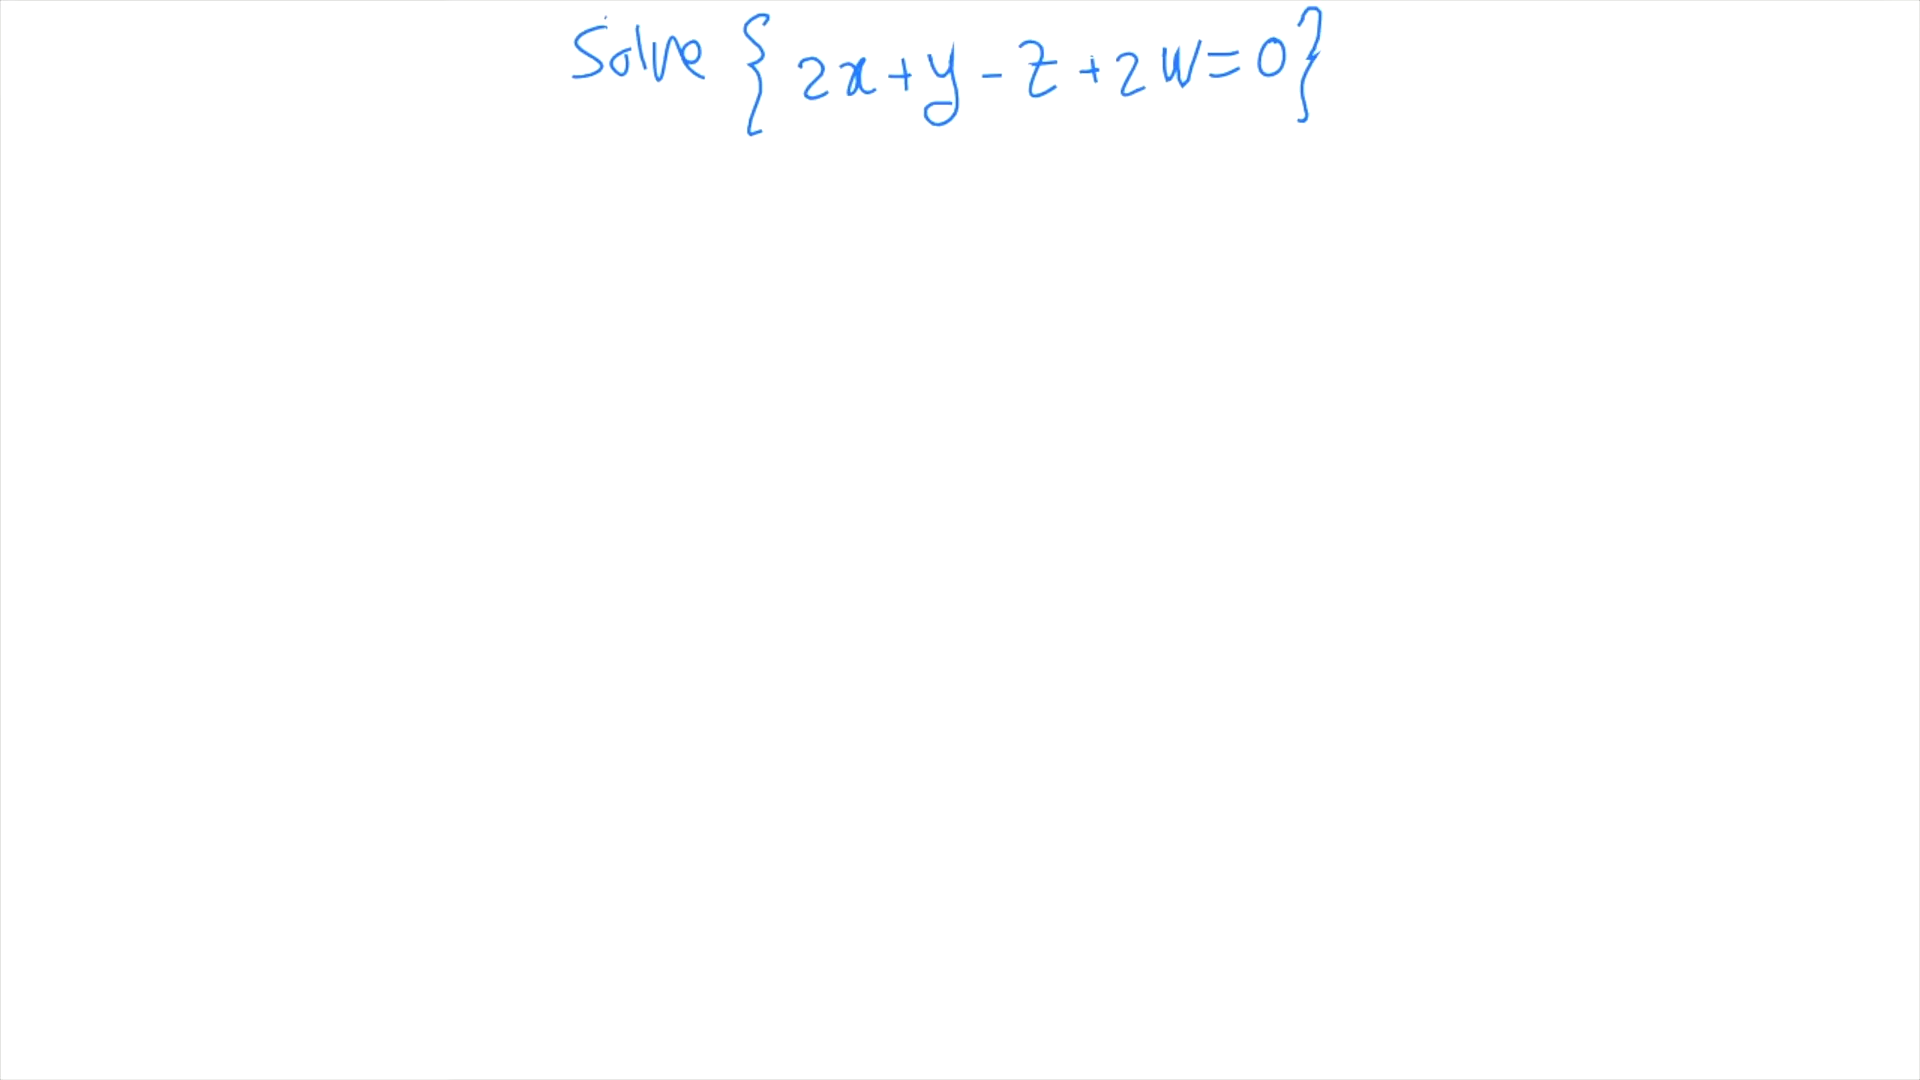 Solve { 2x + y - z + 2w = 0 }